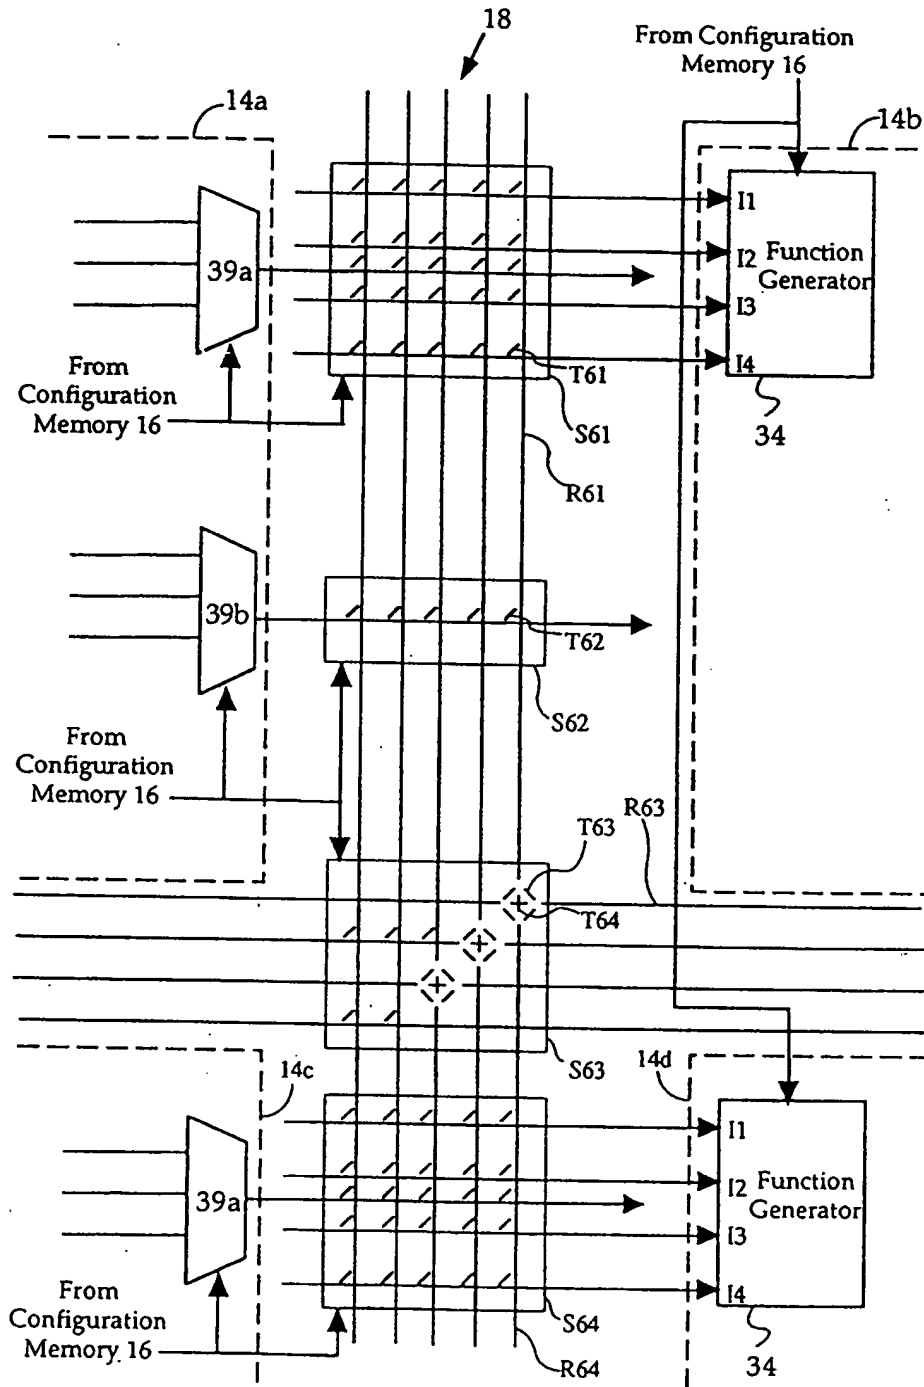 18
From Configuration
Memory 16
14a
14b
I1
39a
I2
Function
Generator
I3
From
Configuration
Memory 16
T61
I4
S61
34
R61
39b
T62
S62
From
Configuration
Memory 16
T63
R63
T64
S63
14c
14d
I1
39a
I2
Function
Generator
I3
From
Configuration
Memory 16
I4
S64
34
R64